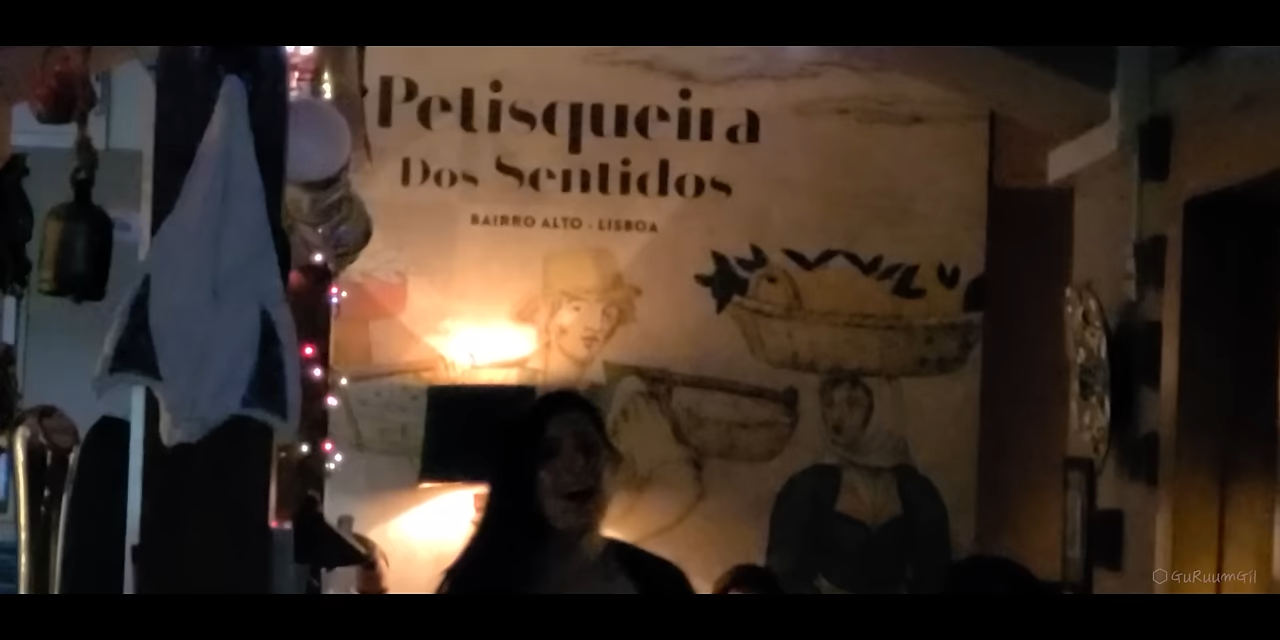 Petisqueira
Dos Sentidos
BAIRRO ALTO - LISBOA
GuRuumGil